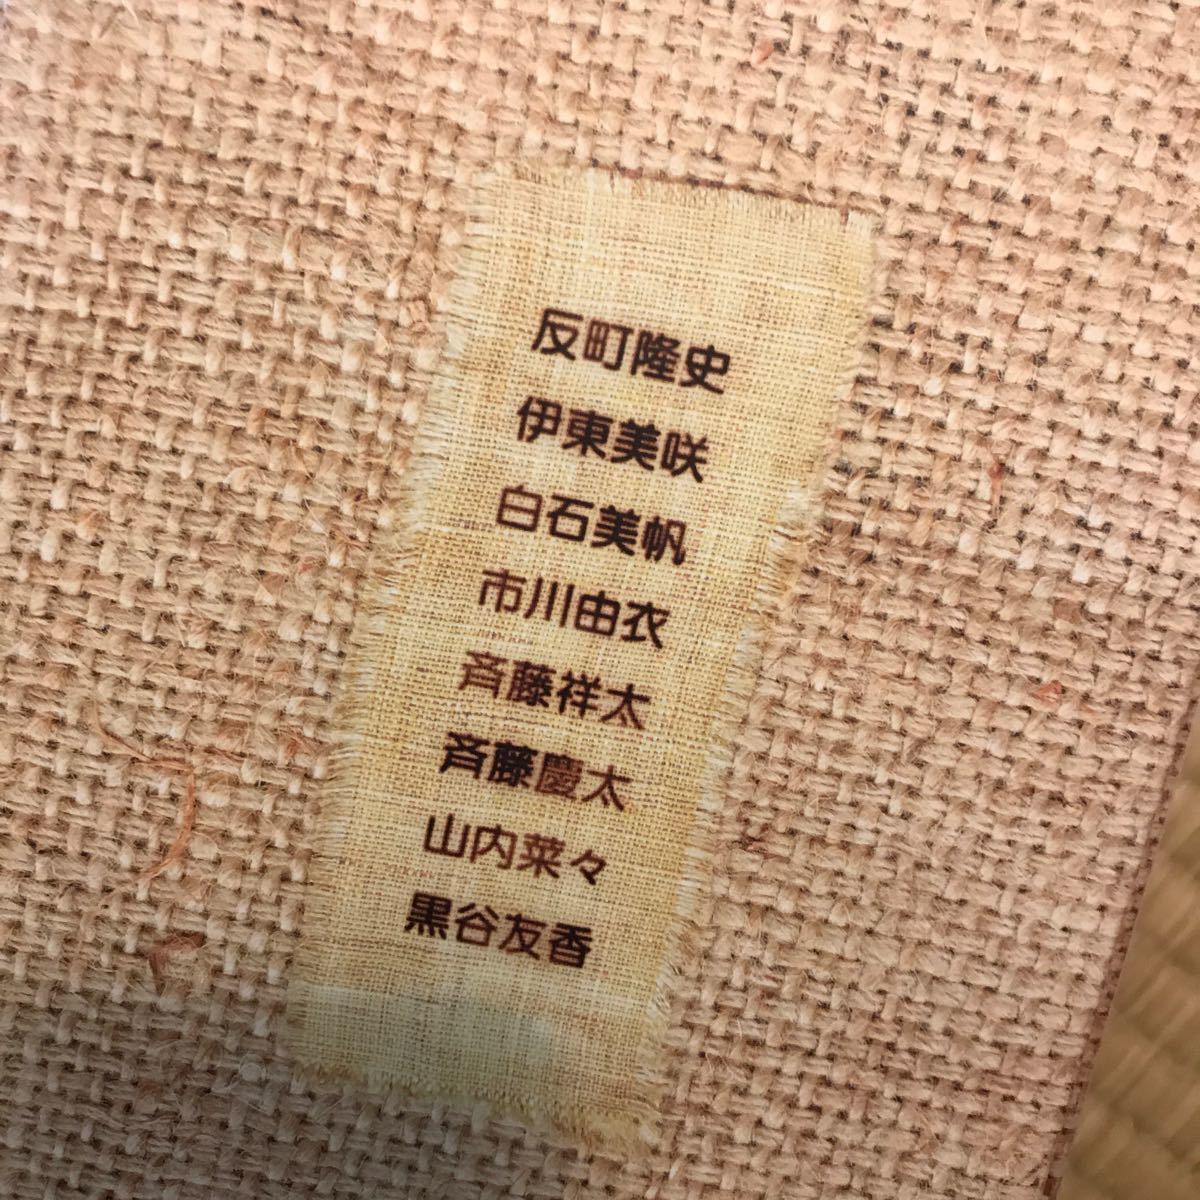 反町隆史
伊東美咲
白石美帆
市川由衣
斉藤祥太
斉藤慶太
山内菜々
黒谷友香